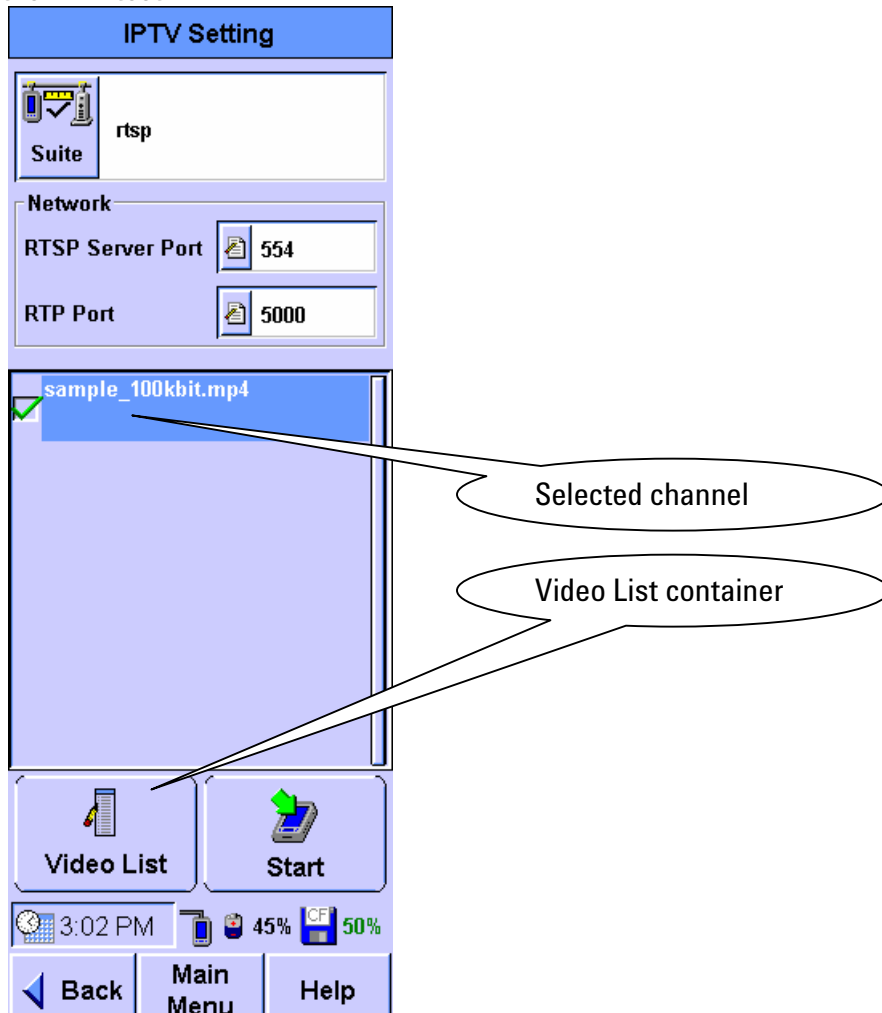 IPTV Setting
rtsp
Suite
Network
RTSP Server Port 554
RTP Port 5000
sample_100kbit.mp4
Selected channel
Video List container
Video List
Start
3:02 PM 45% CF 50%
Back
Main
Menu
Help